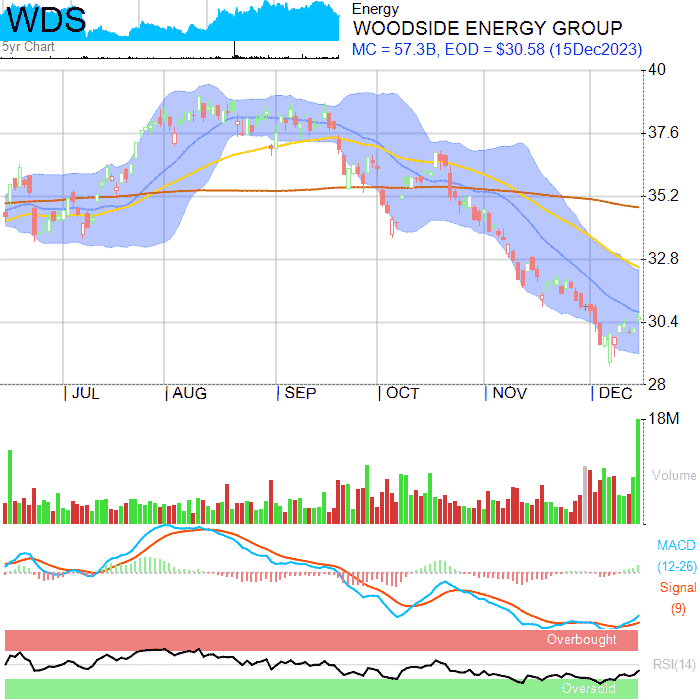 WDS
5yr Chart
Energy
WOODSIDE ENERGY GROUP
MC = 57.3B, EOD = $30.58 (15Dec2023)
40
37.6
35.2
32.8
30.4
28
JUL AUG SEP OCT NOV DEC
18M
Volume
MACD
(12-26)
Signal
(9)
Overbought
RSI(14)
Oversold